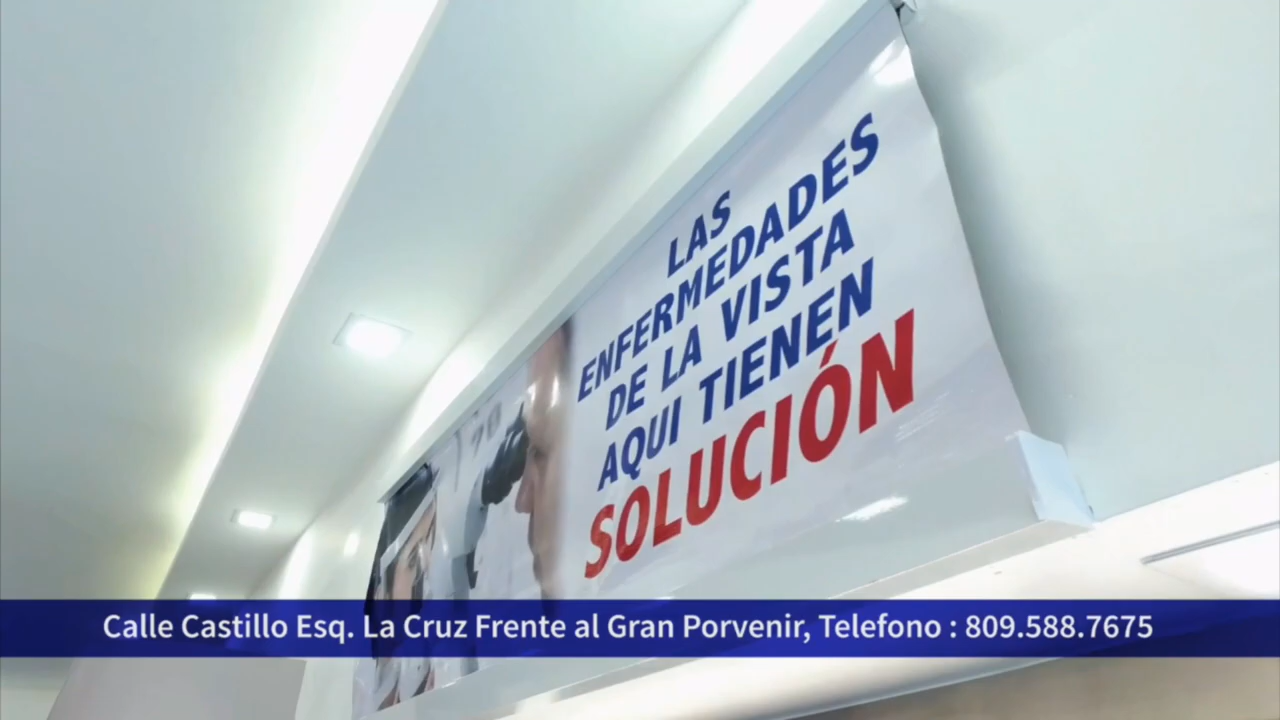 LAS
ENFERMEDADES
DE LA VISTA
AQUI TIENEN
SOLUCIÓN
Calle Castillo Esq. La Cruz Frente al Gran Porvenir, Telefono : 809.588.7675